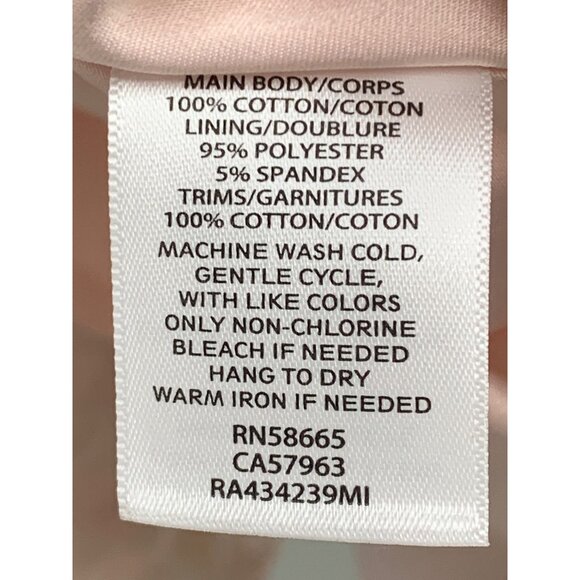 MAIN BODY/CORPS
100% COTTON/COTON
LINING/DOUBLURE
95% POLYESTER
5% SPANDEX
TRIMS/GARNITURES
100% COTTON/COTON
MACHINE WASH COLD,
GENTLE CYCLE,
WITH LIKE COLORS
ONLY NON-CHLORINE
BLEACH IF NEEDED
HANG TO DRY
WARM IRON IF NEEDED
RN58665
CA57963
RA434239MI